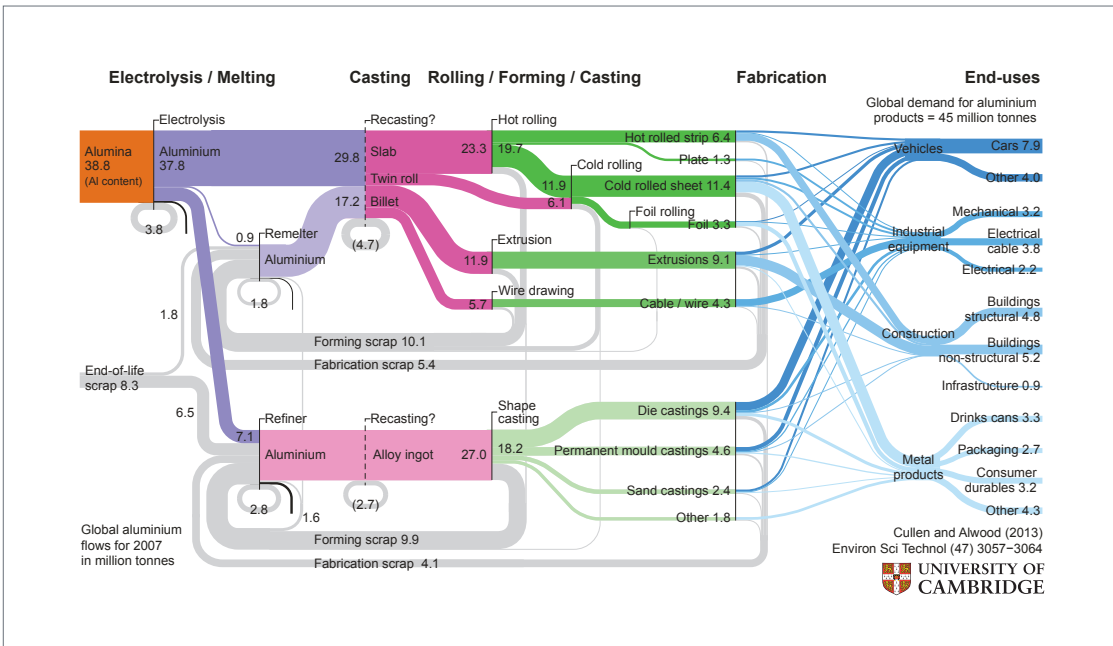 Electrolysis / Melting
Casting
Rolling / Forming / Casting
Fabrication
End-uses
Global demand for aluminium
products = 45 million tonnes
Electrolysis
Recasting?
Hot rolling
Alumina
38.8
(Al content)
Aluminium
37.8
29.8
Slab
23.3
19.7
Hot rolled strip 6.4
Vehicles
Cars 7.9
Plate 1.3
Cold rolling
Twin roll
11.9
Cold rolled sheet 11.4
Other 4.0
17.2
Billet
6.1
Foil rolling
Foil 3.3
Mechanical 3.2
3.8
0.9
Remelter
Aluminium
(4.7)
Extrusion
11.9
Extrusions 9.1
Industrial
equipment
Electrical
cable 3.8
Electrical 2.2
1.8
Wire drawing
5.7
Cable / wire 4.3
Buildings
structural 4.8
1.8
Construction
Forming scrap 10.1
Fabrication scrap 5.4
Buildings
non-structural 5.2
End-of-life
scrap 8.3
Infrastructure 0.9
6.5
Refiner
Recasting?
Shape
casting
Die castings 9.4
Drinks cans 3.3
7.1
Aluminium
Alloy ingot
27.0
18.2
Permanent mould castings 4.6
Packaging 2.7
Metal
products
Consumer
durables 3.2
2.8
(2.7)
Sand castings 2.4
1.6
Other 1.8
Other 4.3
Global aluminium
flows for 2007
in million tonnes
Forming scrap 9.9
Fabrication scrap 4.1
Cullen and Alwood (2013)
Environ Sci Technol (47) 3057−3064
UNIVERSITY OF
CAMBRIDGE